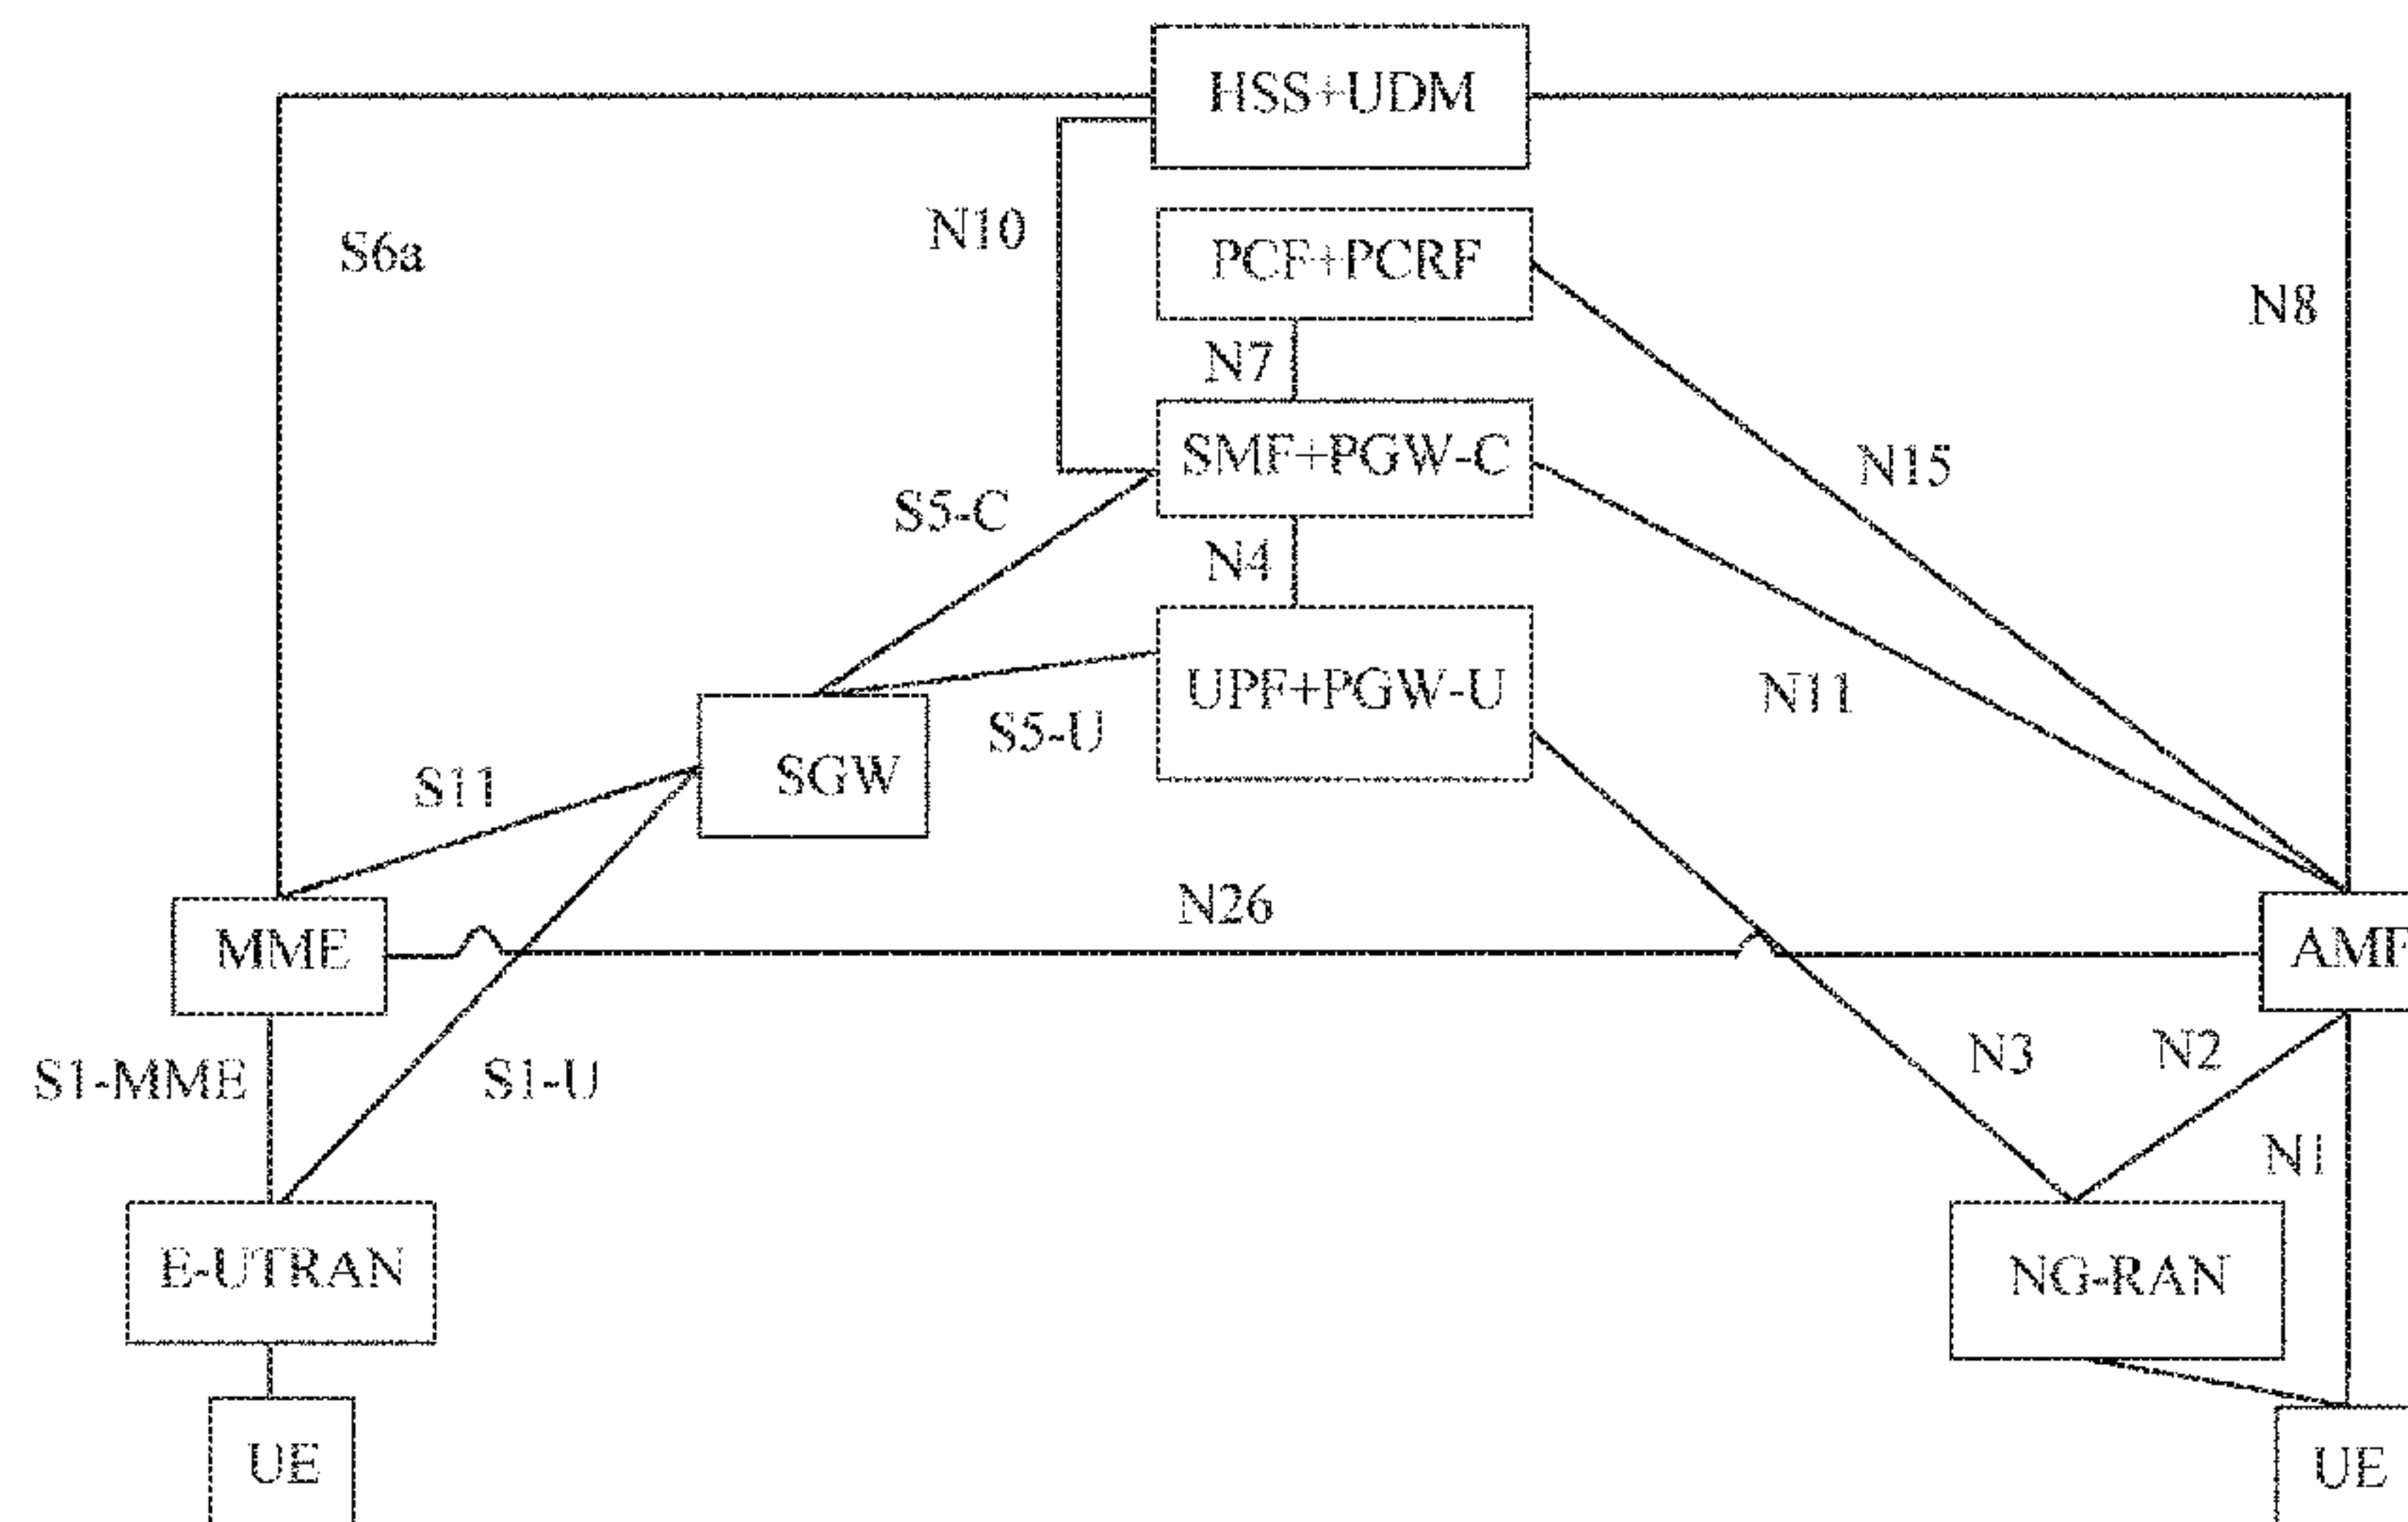 HSS+UDM
S6a
N10
PCF+PCRF
N8
N7
SMF+PGW-C
N15
S5-C
N4
UPF+PGW-U
N11
S5-U
SGW
S11
N26
MME
AMF
S1-MME
S1-U
N3
N2
N1
E-UTRAN
NG-RAN
UE
UE